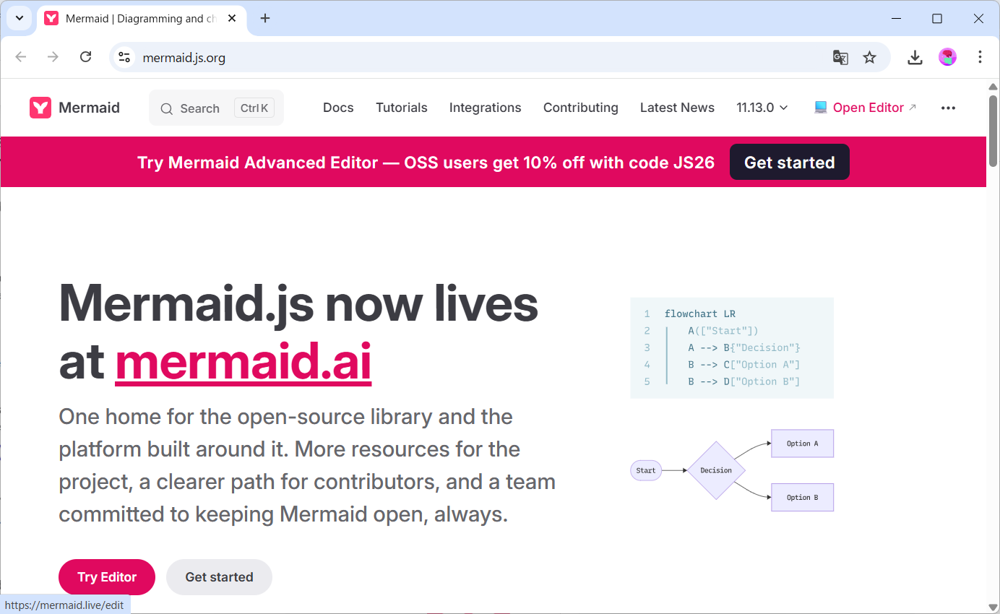 Mermaid | Diagramming and ch
mermaid.js.org
Mermaid
Search Ctrl K
Docs Tutorials Integrations Contributing Latest News 11.13.0 Open Editor
Try Mermaid Advanced Editor — OSS users get 10% off with code JS26 Get started
Mermaid.js now lives
at mermaid.ai
One home for the open-source library and the
platform built around it. More resources for the
project, a clearer path for contributors, and a team
committed to keeping Mermaid open, always.
Try Editor Get started
1 flowchart LR
2 A(["Start"])
3 A --> B{"Decision"}
4 B --> C["Option A"]
5 B --> D["Option B"]
Start
Decision
Option A
Option B
https://mermaid.live/edit